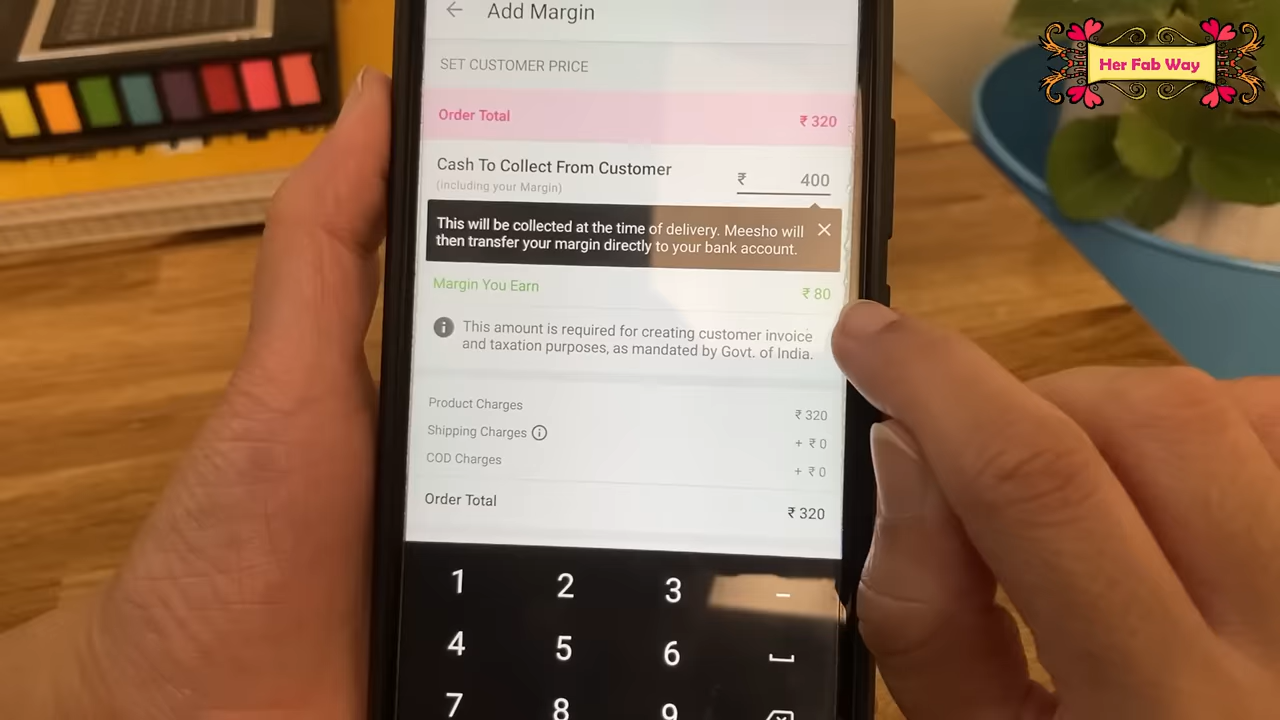 Her Fab Way
Add Margin
SET CUSTOMER PRICE
Order Total ₹ 320
Cash To Collect From Customer ₹ 400
(including your Margin)
This will be collected at the time of delivery. Meesho will
then transfer your margin directly to your bank account.
Margin You Earn ₹ 80
This amount is required for creating customer invoice
and taxation purposes, as mandated by Govt. of India.
Product Charges ₹ 320
Shipping Charges + ₹ 0
COD Charges + ₹ 0
Order Total ₹ 320
1 2 3 –
4 5 6
7 8 9